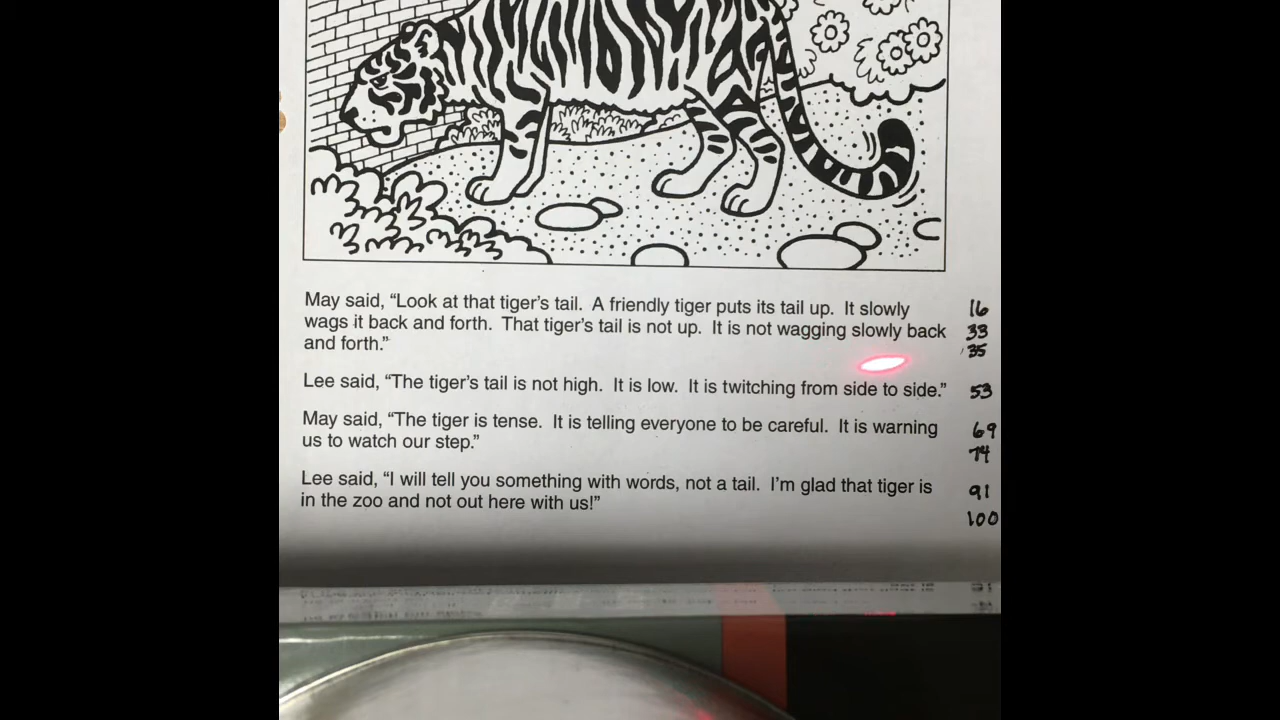 May said, “Look at that tiger’s tail. A friendly tiger puts its tail up. It slowly 16
wags it back and forth. That tiger’s tail is not up. It is not wagging slowly back 33
and forth.” 35
Lee said, “The tiger’s tail is not high. It is low. It is twitching from side to side.” 53
May said, “The tiger is tense. It is telling everyone to be careful. It is warning 69
us to watch our step.” 74
Lee said, “I will tell you something with words, not a tail. I’m glad that tiger is 91
in the zoo and not out here with us!” 100